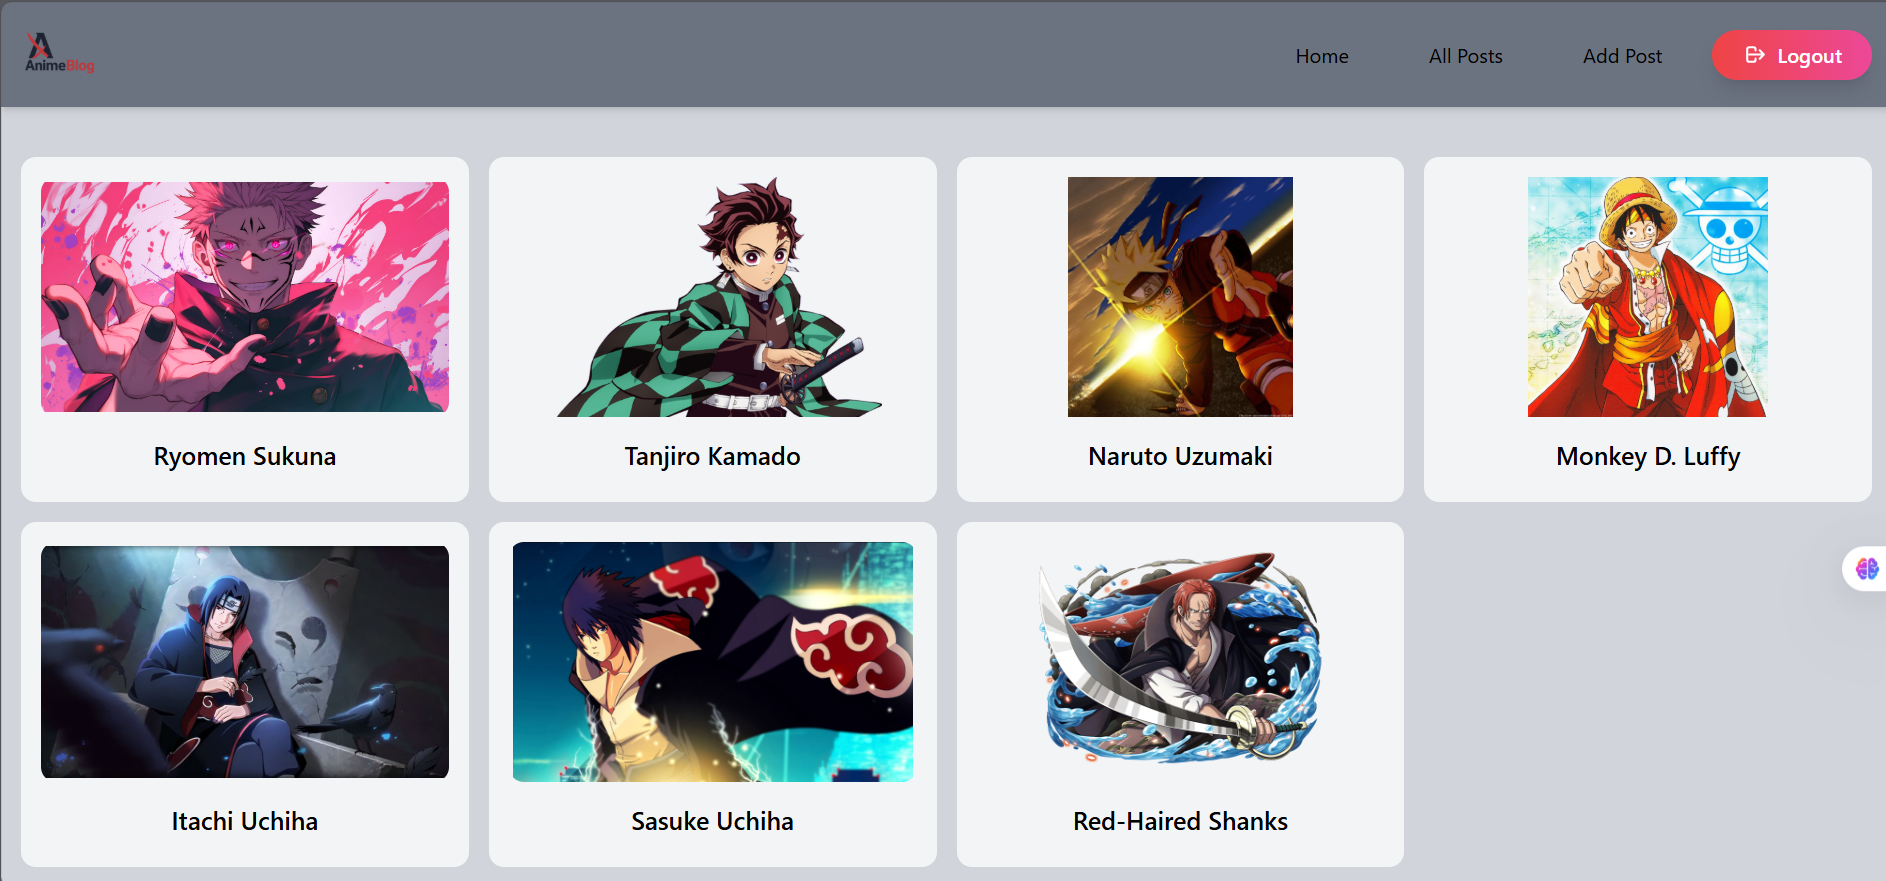 AnimeBlog
Home
All Posts
Add Post
Logout
Ryomen Sukuna
Tanjiro Kamado
Naruto Uzumaki
Monkey D. Luffy
Itachi Uchiha
Sasuke Uchiha
Red-Haired Shanks